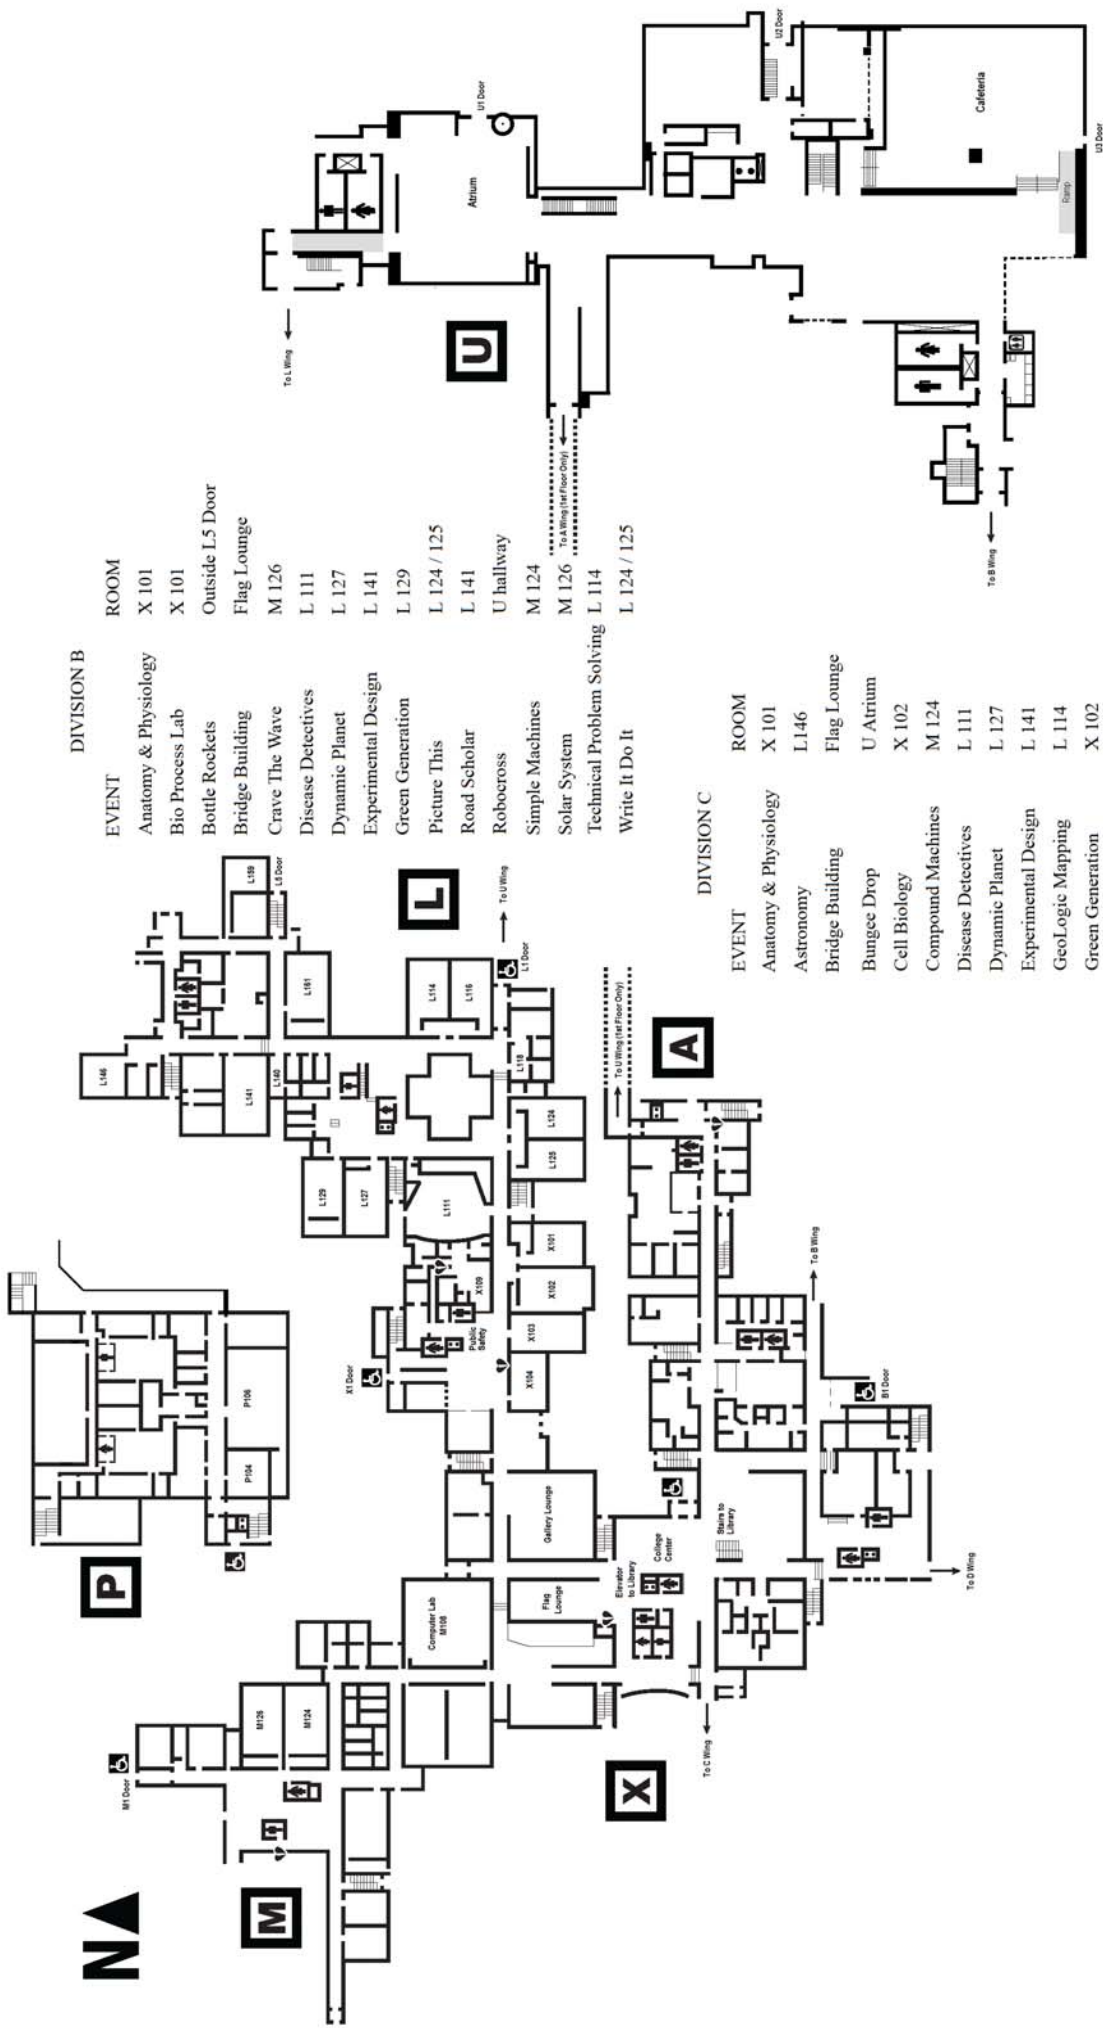 N
M
P
X
L
A
U
M1 Door
M126
M124
Computer Lab
M108
Flag
Lounge
Gallery Lounge
Elevator
to Library
College
Center
Stairs to
Library
To C Wing
To D Wing
To B Wing
B1 Door
P104
P106
X1 Door
Public
Safety
X109
X104
X103
X102
X101
L111
L127
L129
L125
L124
L118
L116
L114
L161
L140
L141
L146
L159
L5 Door
L1 Door
To U Wing
To U Wing (1st Floor Only)
DIVISION B
EVENT ROOM
Anatomy & Physiology X 101
Bio Process Lab X 101
Bottle Rockets Outside L5 Door
Bridge Building Flag Lounge
Crave The Wave M 126
Disease Detectives L 111
Dynamic Planet L 127
Experimental Design L 141
Green Generation L 129
Picture This L 124 / 125
Road Scholar L 141
Robocross U hallway
Simple Machines M 124
Solar System M 126
Technical Problem Solving L 114
Write It Do It L 124 / 125
DIVISION C
EVENT ROOM
Anatomy & Physiology X 101
Astronomy L146
Bridge Building Flag Lounge
Bungee Drop U Atrium
Cell Biology X 102
Compound Machines M 124
Disease Detectives L 111
Dynamic Planet L 127
Experimental Design L 141
GeoLogic Mapping L 114
Green Generation X 102
To L Wing
To A Wing (1st Floor Only)
To B Wing
Atrium
U1 Door
U2 Door
Cafeteria
Ramp
U3 Door